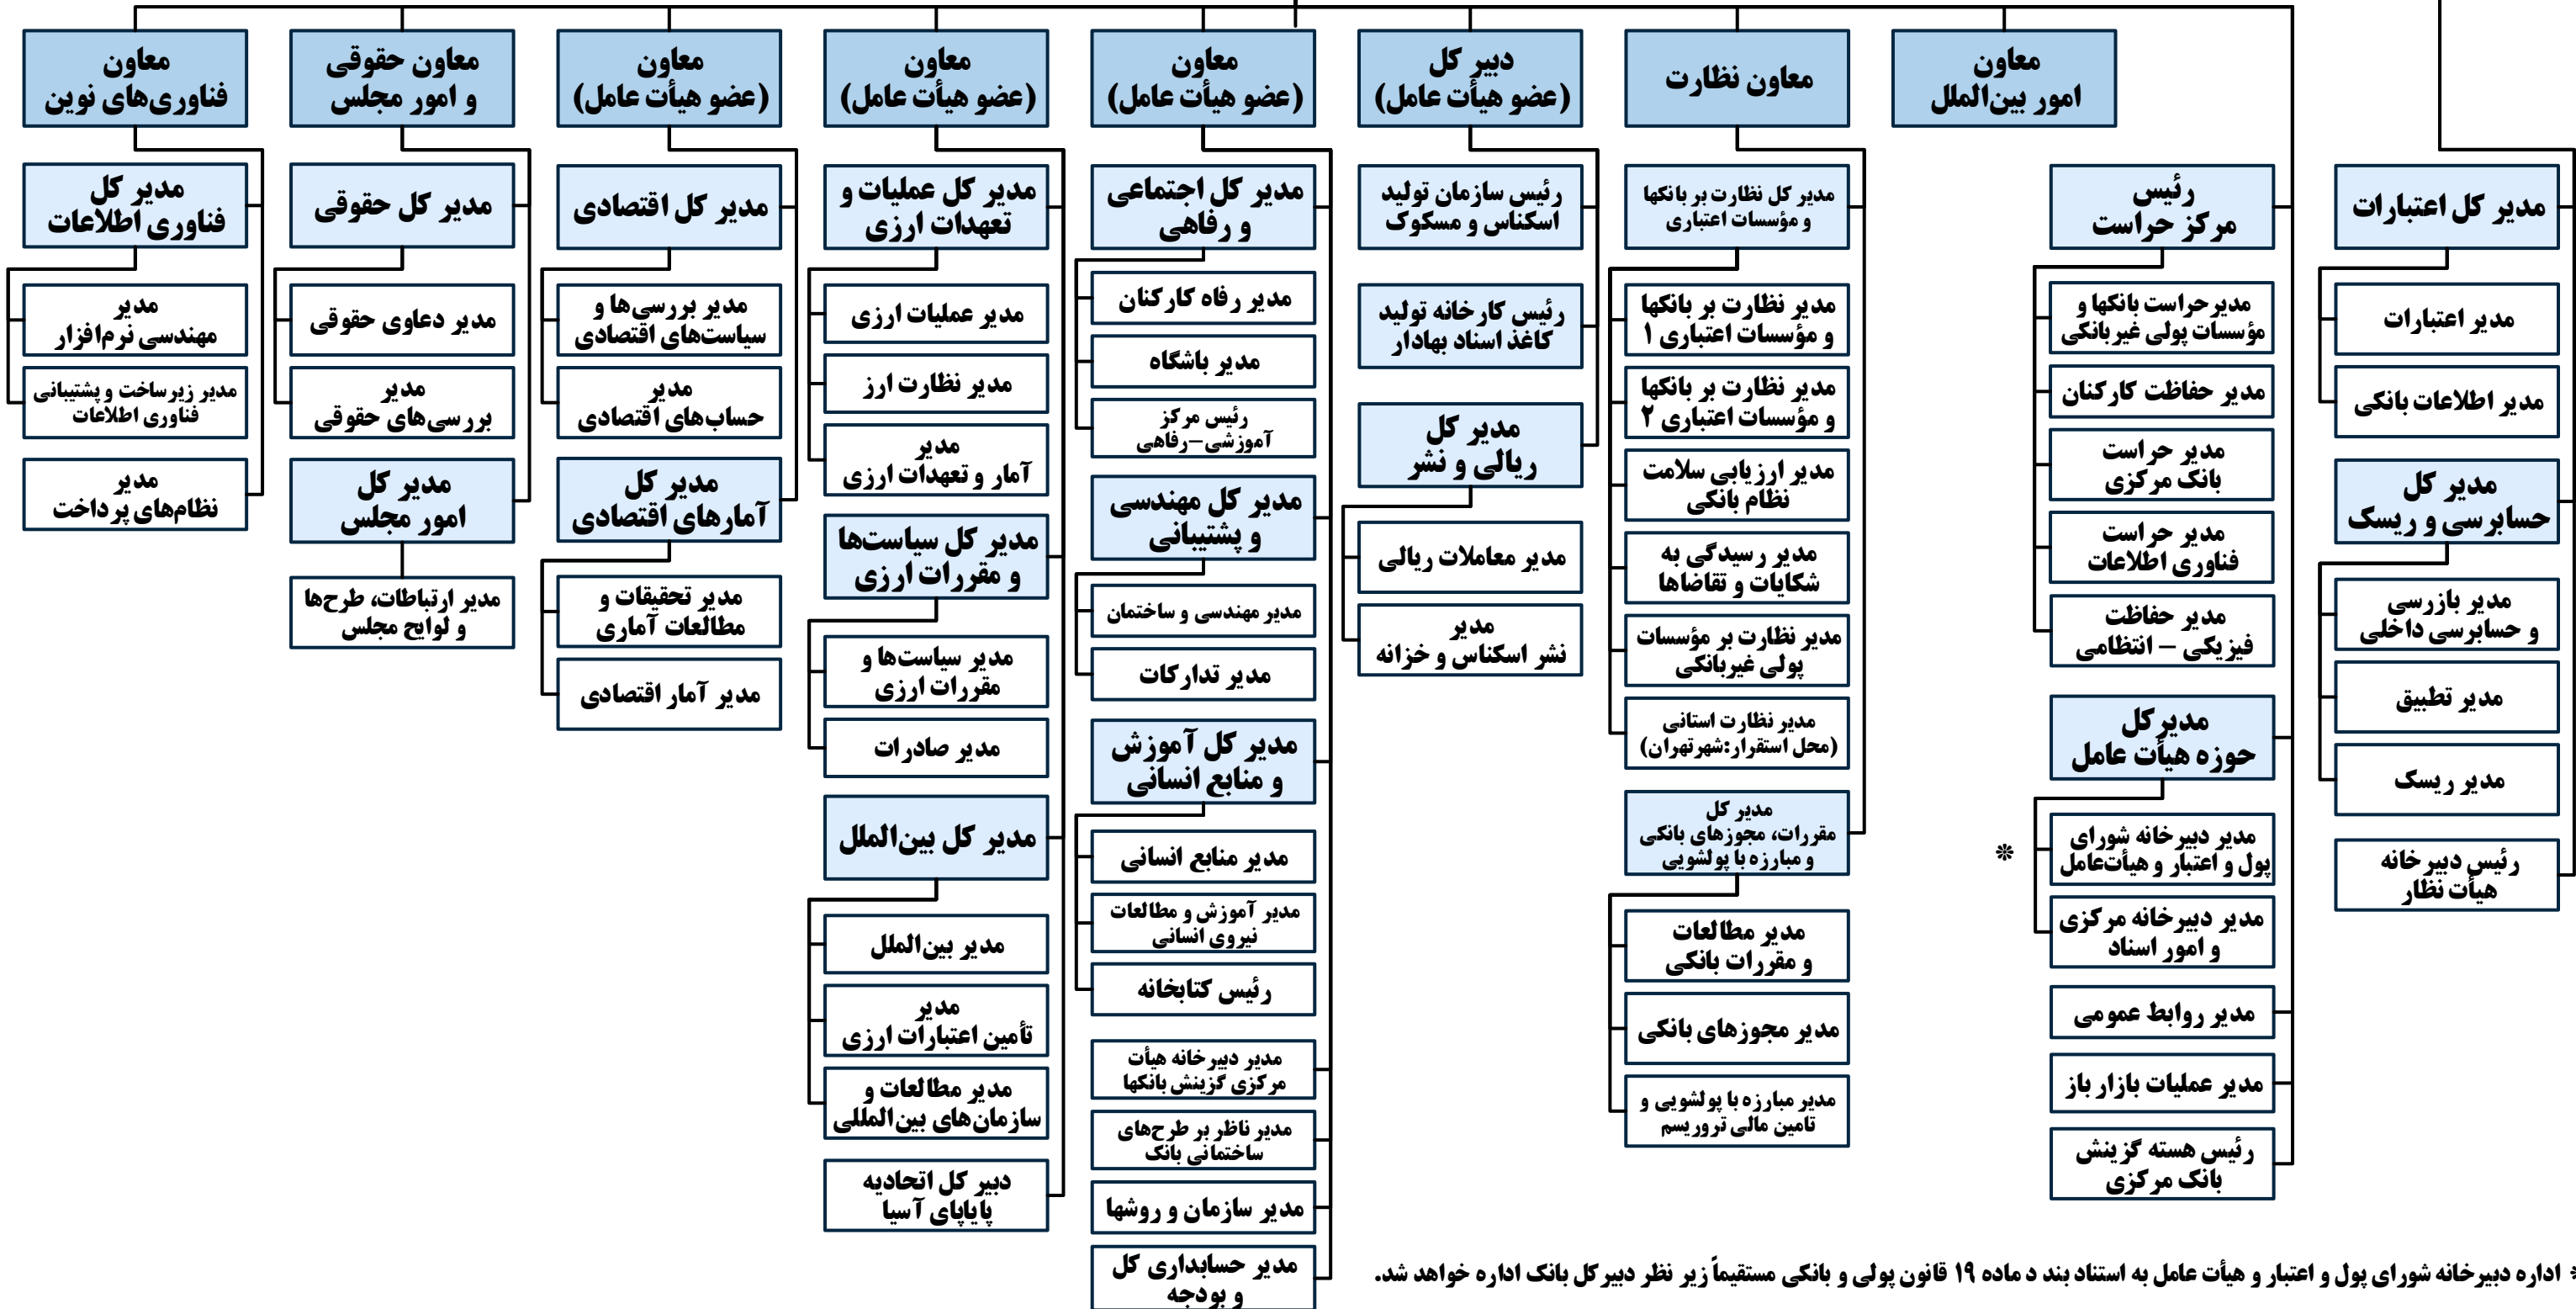 معاون
امور بین‌الملل
معاون نظارت
دبیر کل
(عضو هیأت عامل)
معاون
(عضو هیأت عامل)
معاون
(عضو هیأت عامل)
معاون
(عضو هیأت عامل)
معاون حقوقی
و امور مجلس
معاون
فناوری‌های نوین
مدیر کل اعتبارات
مدیر اعتبارات
مدیر اطلاعات بانکی
مدیر کل
حسابرسی و ریسک
مدیر بازرسی
و حسابرسی داخلی
مدیر تطبیق
مدیر ریسک
رئیس دبیرخانه
هیأت نظار
رئیس
مرکز حراست
مدیرحراست بانکها و
مؤسسات پولی غیربانکی
مدیر حفاظت کارکنان
مدیر حراست
بانک مرکزی
مدیر حراست
فناوری اطلاعات
مدیر حفاظت
فیزیکی – انتظامی
مدیرکل
حوزه هیأت عامل
مدیر دبیرخانه شورای
پول و اعتبار و هیأت‌عامل
*
مدیر دبیرخانه مرکزی
و امور اسناد
مدیر روابط عمومی
مدیر عملیات بازار باز
رئیس هسته گزینش
بانک مرکزی
مدیر کل نظارت بر بانکها
و مؤسسات اعتباری
مدیر نظارت بر بانکها
و مؤسسات اعتباری ۱
مدیر نظارت بر بانکها
و مؤسسات اعتباری ۲
مدیر ارزیابی سلامت
نظام بانکی
مدیر رسیدگی به
شکایات و تقاضاها
مدیر نظارت بر مؤسسات
پولی غیربانکی
مدیر نظارت استانی
(محل استقرار:شهرتهران)
مدیر کل
مقررات، مجوزهای بانکی
و مبارزه با پولشویی
مدیر مطالعات
و مقررات بانکی
مدیر مجوزهای بانکی
مدیر مبارزه با پولشویی و
تامین مالی تروریسم
رئیس سازمان تولید
اسکناس و مسکوک
رئیس کارخانه تولید
کاغذ اسناد بهادار
مدیر کل
ریالی و نشر
مدیر معاملات ریالی
مدیر
نشر اسکناس و خزانه
مدیر کل اجتماعی
و رفاهی
مدیر رفاه کارکنان
مدیر باشگاه
رئیس مرکز
آموزشی–رفاهی
مدیر کل مهندسی
و پشتیبانی
مدیر مهندسی و ساختمان
مدیر تدارکات
مدیر کل آموزش
و منابع انسانی
مدیر منابع انسانی
مدیر آموزش و مطالعات
نیروی انسانی
رئیس کتابخانه
مدیر دبیرخانه هیأت
مرکزی گزینش بانکها
مدیر ناظر بر طرح‌های
ساختمانی بانک
مدیر سازمان و روشها
مدیر حسابداری کل
و بودجه
مدیر کل عملیات و
تعهدات ارزی
مدیر عملیات ارزی
مدیر نظارت ارز
مدیر
آمار و تعهدات ارزی
مدیر کل سیاست‌ها
و مقررات ارزی
مدیر سیاست‌ها و
مقررات ارزی
مدیر صادرات
مدیر کل بین‌الملل
مدیر بین‌الملل
مدیر
تأمین اعتبارات ارزی
مدیر مطالعات و
سازمان‌های بین‌المللی
دبیر کل اتحادیه
پایاپای آسیا
مدیر کل اقتصادی
مدیر بررسی‌ها و
سیاست‌های اقتصادی
مدیر
حساب‌های اقتصادی
مدیر کل
آمارهای اقتصادی
مدیر تحقیقات و
مطالعات آماری
مدیر آمار اقتصادی
مدیر کل حقوقی
مدیر دعاوی حقوقی
مدیر
بررسی‌های حقوقی
مدیر کل
امور مجلس
مدیر ارتباطات، طرح‌ها
و لوایح مجلس
مدیر کل
فناوری اطلاعات
مدیر
مهندسی نرم‌افزار
مدیر زیرساخت و پشتیبانی
فناوری اطلاعات
مدیر
نظام‌های پرداخت
* اداره دبیرخانه شورای پول و اعتبار و هیأت عامل به استناد بند د ماده ۱۹ قانون پولی و بانکی مستقیماً زیر نظر دبیرکل بانک اداره خواهد شد.